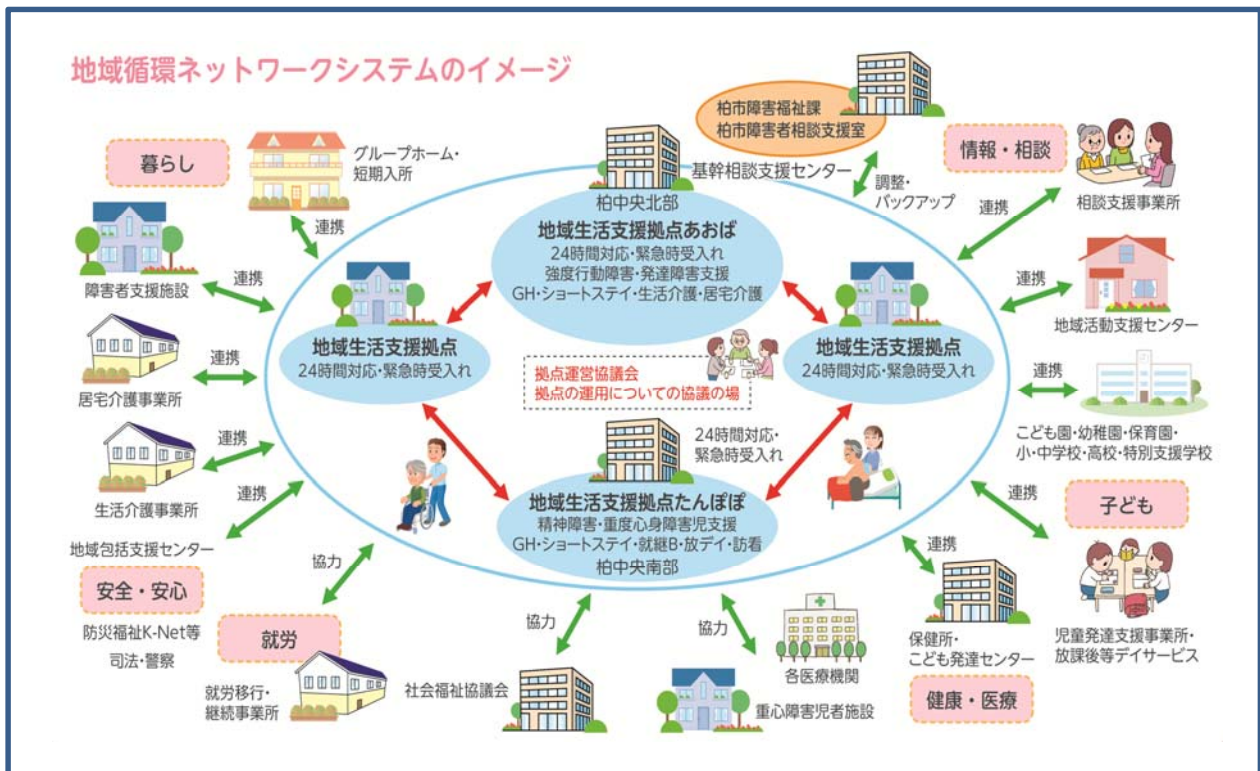 地域循環ネットワークシステムのイメージ
柏市障害福祉課
柏市障害者相談支援室
基幹相談支援センター
調整・
バックアップ
情報・相談
連携
相談支援事業所
暮らし
グループホーム・
短期入所
連携
障害者支援施設
連携
柏中央北部
地域生活支援拠点あおば
24時間対応・緊急時受入れ
強度行動障害・発達障害支援
GH・ショートステイ・生活介護・居宅介護
連携
地域活動支援センター
地域生活支援拠点
24時間対応・緊急時受入れ
地域生活支援拠点
24時間対応・緊急時受入れ
拠点運営協議会
拠点の運用についての協議の場
連携
居宅介護事業所
連携
こども園・幼稚園・保育園・
小・中学校・高校・特別支援学校
24時間対応・
緊急時受入れ
連携
生活介護事業所
地域生活支援拠点たんぽぽ
精神障害・重度心身障害児支援
GH・ショートステイ・就継B・放デイ・訪看
柏中央南部
連携
地域包括支援センター
安全・安心
防災福祉K-Net等
司法・警察
協力
就労
就労移行・
継続事業所
協力
社会福祉協議会
協力
各医療機関
重心障害児者施設
連携
保健所・
こども発達センター
健康・医療
連携
子ども
児童発達支援事業所・
放課後等デイサービス